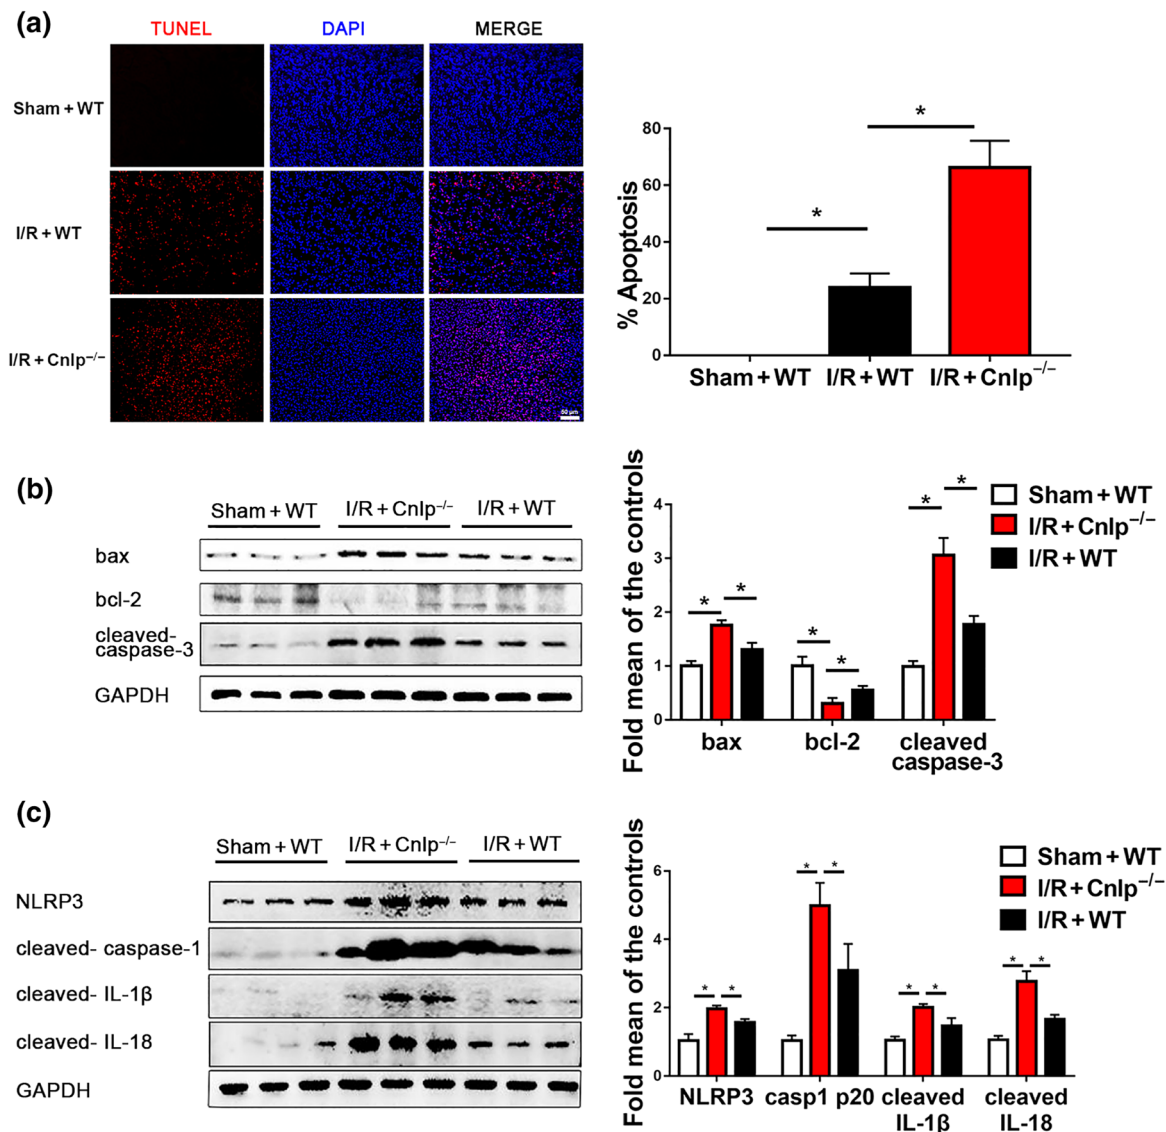 (a)
TUNEL DAPI MERGE
Sham + WT
I/R + WT
I/R + Cnlp−/−
50 μm
% Apoptosis
80
60
40
20
0
*
*
Sham + WT I/R + WT I/R + Cnlp−/−
(b)
Sham + WT I/R + Cnlp−/− I/R + WT
bax
bcl-2
cleaved-
caspase-3
GAPDH
Fold mean of the controls
4
3
2
1
0
* * * * * *
bax bcl-2 cleaved
caspase-3
Sham + WT
I/R + Cnlp−/−
I/R + WT
(c)
Sham + WT I/R + Cnlp−/− I/R + WT
NLRP3
cleaved- caspase-1
cleaved- IL-1β
cleaved- IL-18
GAPDH
Fold mean of the controls
6
4
2
0
* * * * * * * *
NLRP3 casp1 p20 cleaved cleaved
IL-1β IL-18
Sham + WT
I/R + Cnlp−/−
I/R + WT